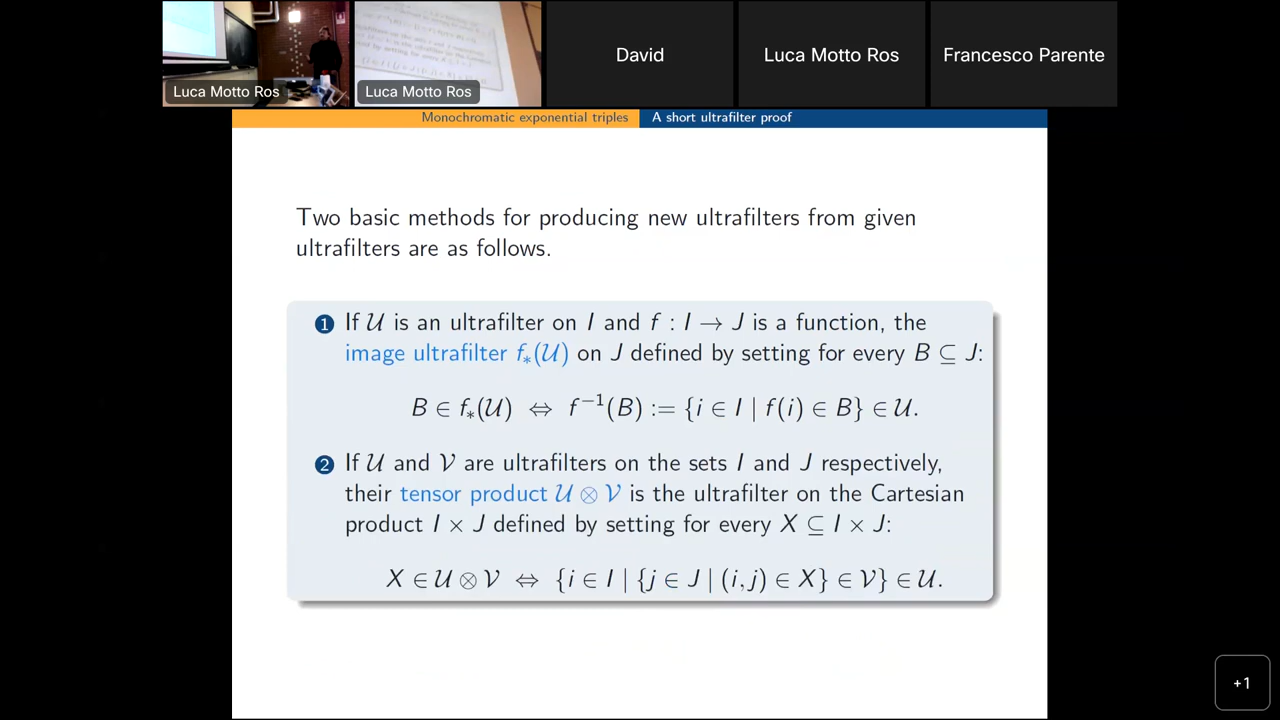 Luca Motto Ros
Luca Motto Ros
David
Luca Motto Ros
Francesco Parente
Monochromatic exponential triples
A short ultrafilter proof
Two basic methods for producing new ultrafilters from given
ultrafilters are as follows.
1 If 𝒰 is an ultrafilter on I and f : I → J is a function, the
image ultrafilter f∗(𝒰) on J defined by setting for every B ⊆ J:
B ∈ f∗(𝒰) ⇔ f⁻¹(B) := {i ∈ I | f(i) ∈ B} ∈ 𝒰.
2 If 𝒰 and 𝒱 are ultrafilters on the sets I and J respectively,
their tensor product 𝒰 ⊗ 𝒱 is the ultrafilter on the Cartesian
product I × J defined by setting for every X ⊆ I × J:
X ∈ 𝒰 ⊗ 𝒱 ⇔ {i ∈ I | {j ∈ J | (i, j) ∈ X} ∈ 𝒱} ∈ 𝒰.
+1